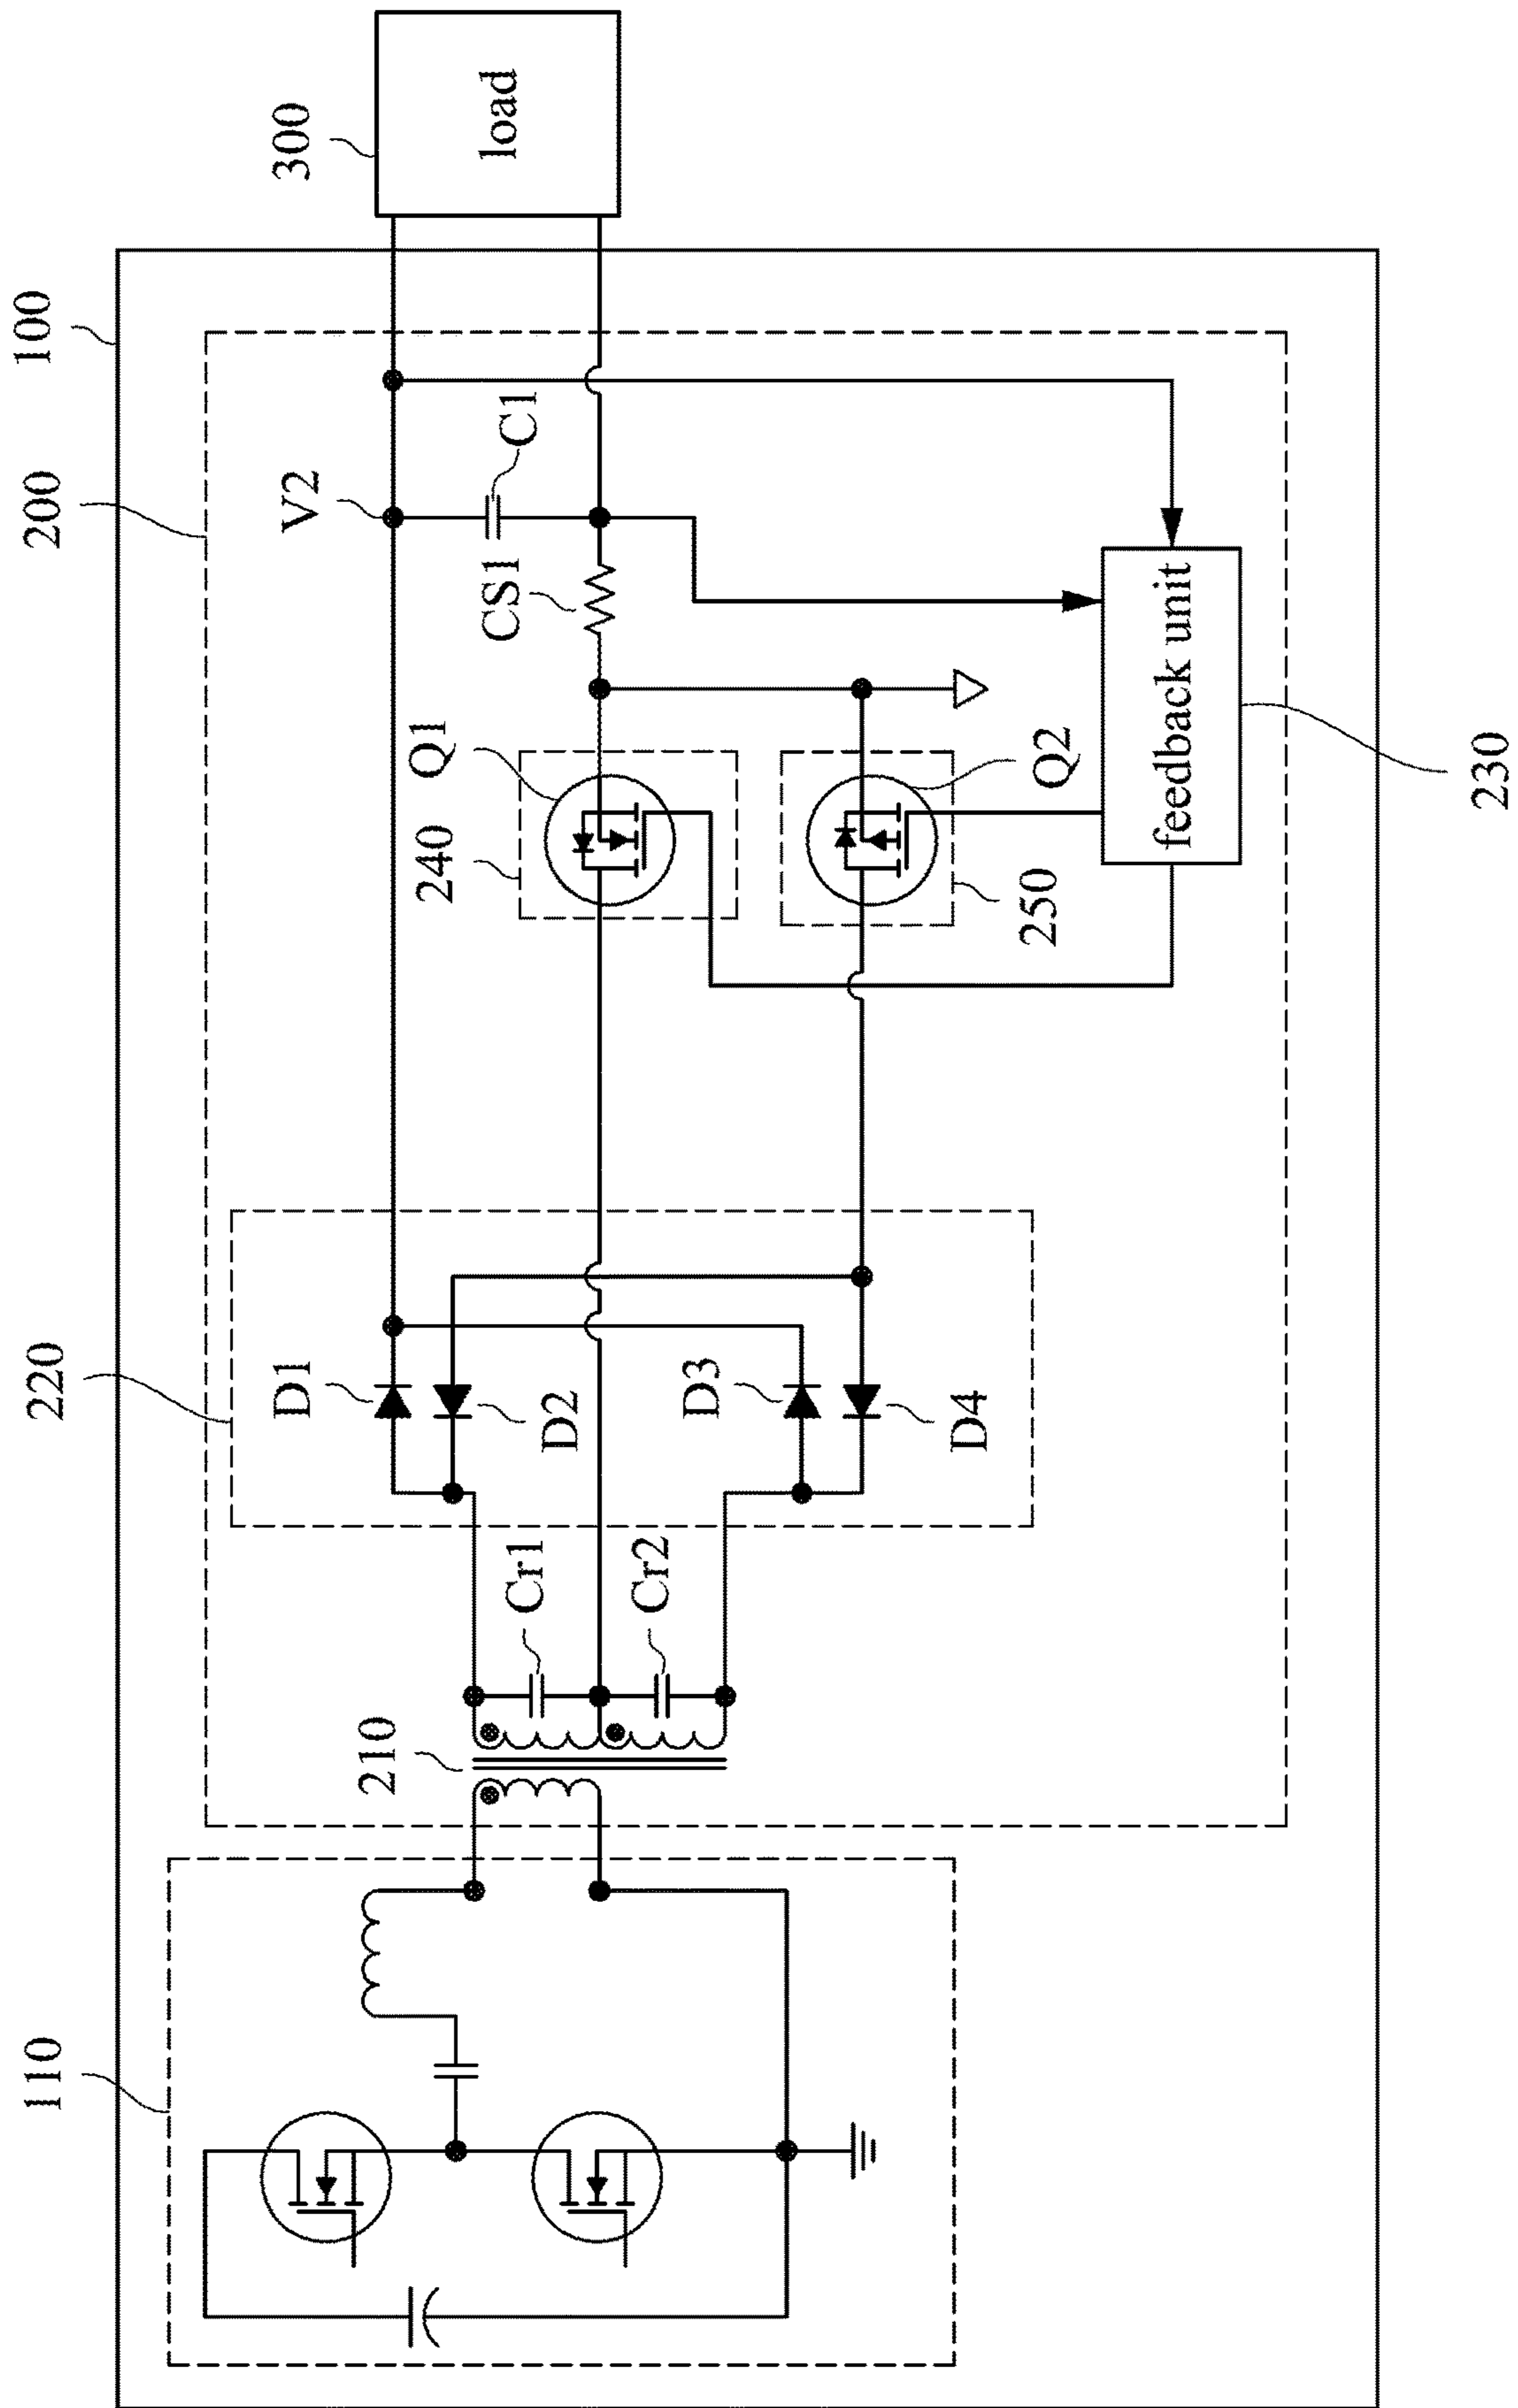 100
110
200
210
220
D1
D2
D3
D4
Cr1
Cr2
V2
C1
CS1
Q1
240
Q2
250
feedback unit
230
300
load